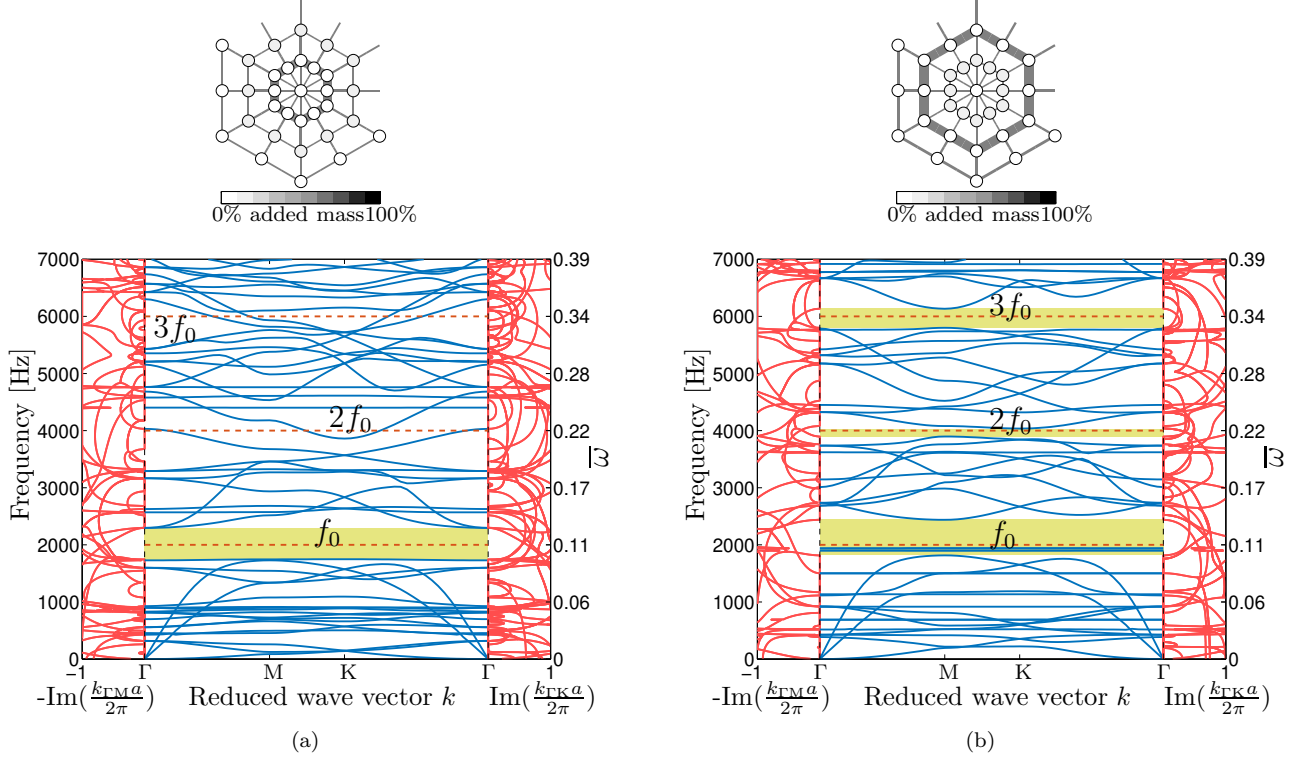 0% added mass100%
7000
6000
5000
4000
3000
2000
1000
0
Frequency [Hz]
0.39
0.34
0.28
0.22
0.17
0.11
0.06
0
ω̅
3f₀
2f₀
f₀
−1 Γ M K Γ 1
-Im(k_ΓM a/2π) Reduced wave vector k Im(k_ΓK a/2π)
(a)
0% added mass100%
7000
6000
5000
4000
3000
2000
1000
0
Frequency [Hz]
0.39
0.34
0.28
0.22
0.17
0.11
0.06
0
ω̅
3f₀
2f₀
f₀
−1 Γ M K Γ 1
-Im(k_ΓM a/2π) Reduced wave vector k Im(k_ΓK a/2π)
(b)